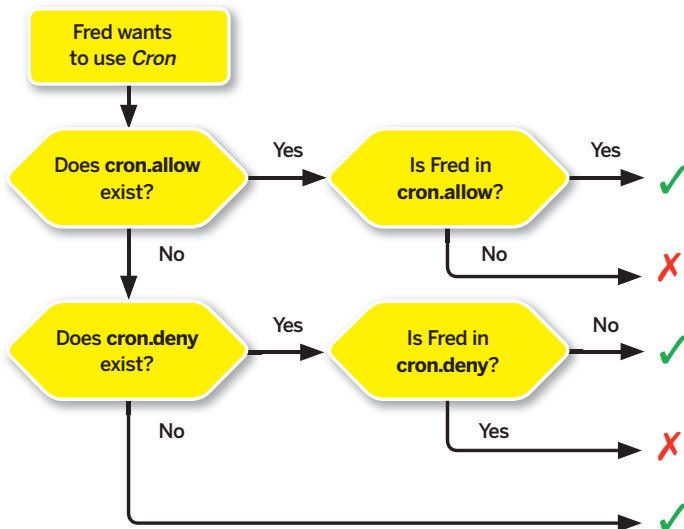 Fred wants
to use Cron
Does cron.allow
exist?
Yes
Is Fred in
cron.allow?
Yes
No
No
Does cron.deny
exist?
Yes
Is Fred in
cron.deny?
No
No
Yes